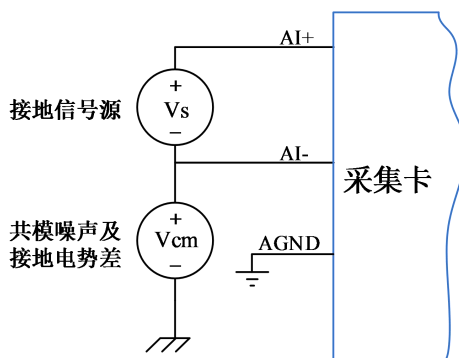 AI+
+
接地信号源
Vs
−
AI-
采集卡
共模噪声及
接地电势差
+
Vcm
−
AGND